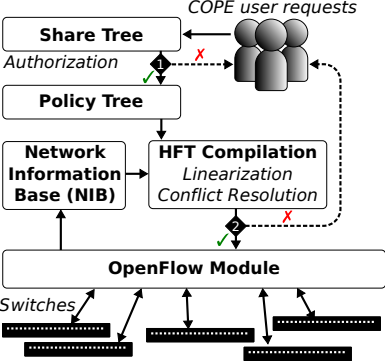 COPE user requests
Share Tree
Authorization
1
✗
✓
Policy Tree
Network
Information
Base (NIB)
HFT Compilation
Linearization
Conflict Resolution
✗
2
✓
OpenFlow Module
Switches